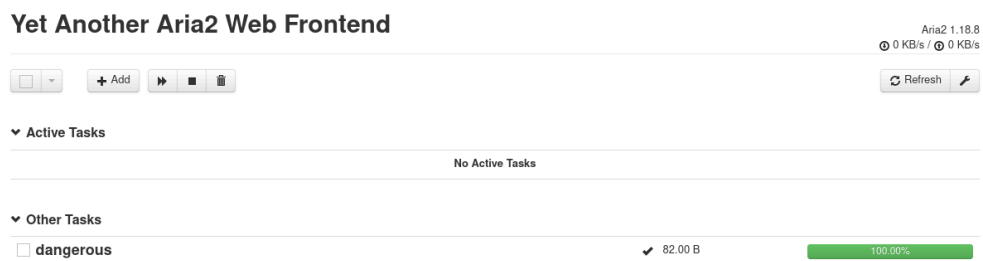 Yet Another Aria2 Web Frontend
Aria2 1.18.8
0 KB/s / 0 KB/s
Add
Refresh
Active Tasks
No Active Tasks
Other Tasks
dangerous 82.00 B 100.00%